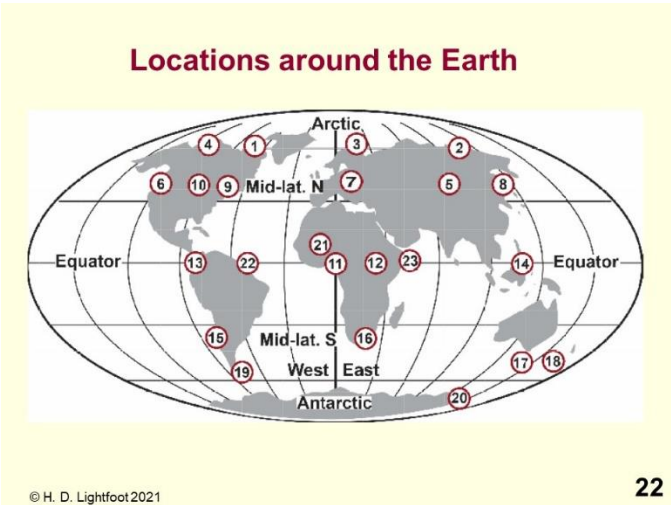 Locations around the Earth
Arctic
4 1 3 2
6 10 9 Mid-lat. N 7 5 8
21
Equator 13 22 11 12 23 14 Equator
15 Mid-lat. S 16
19 West East 17 18
Antarctic 20
© H. D. Lightfoot 2021
22